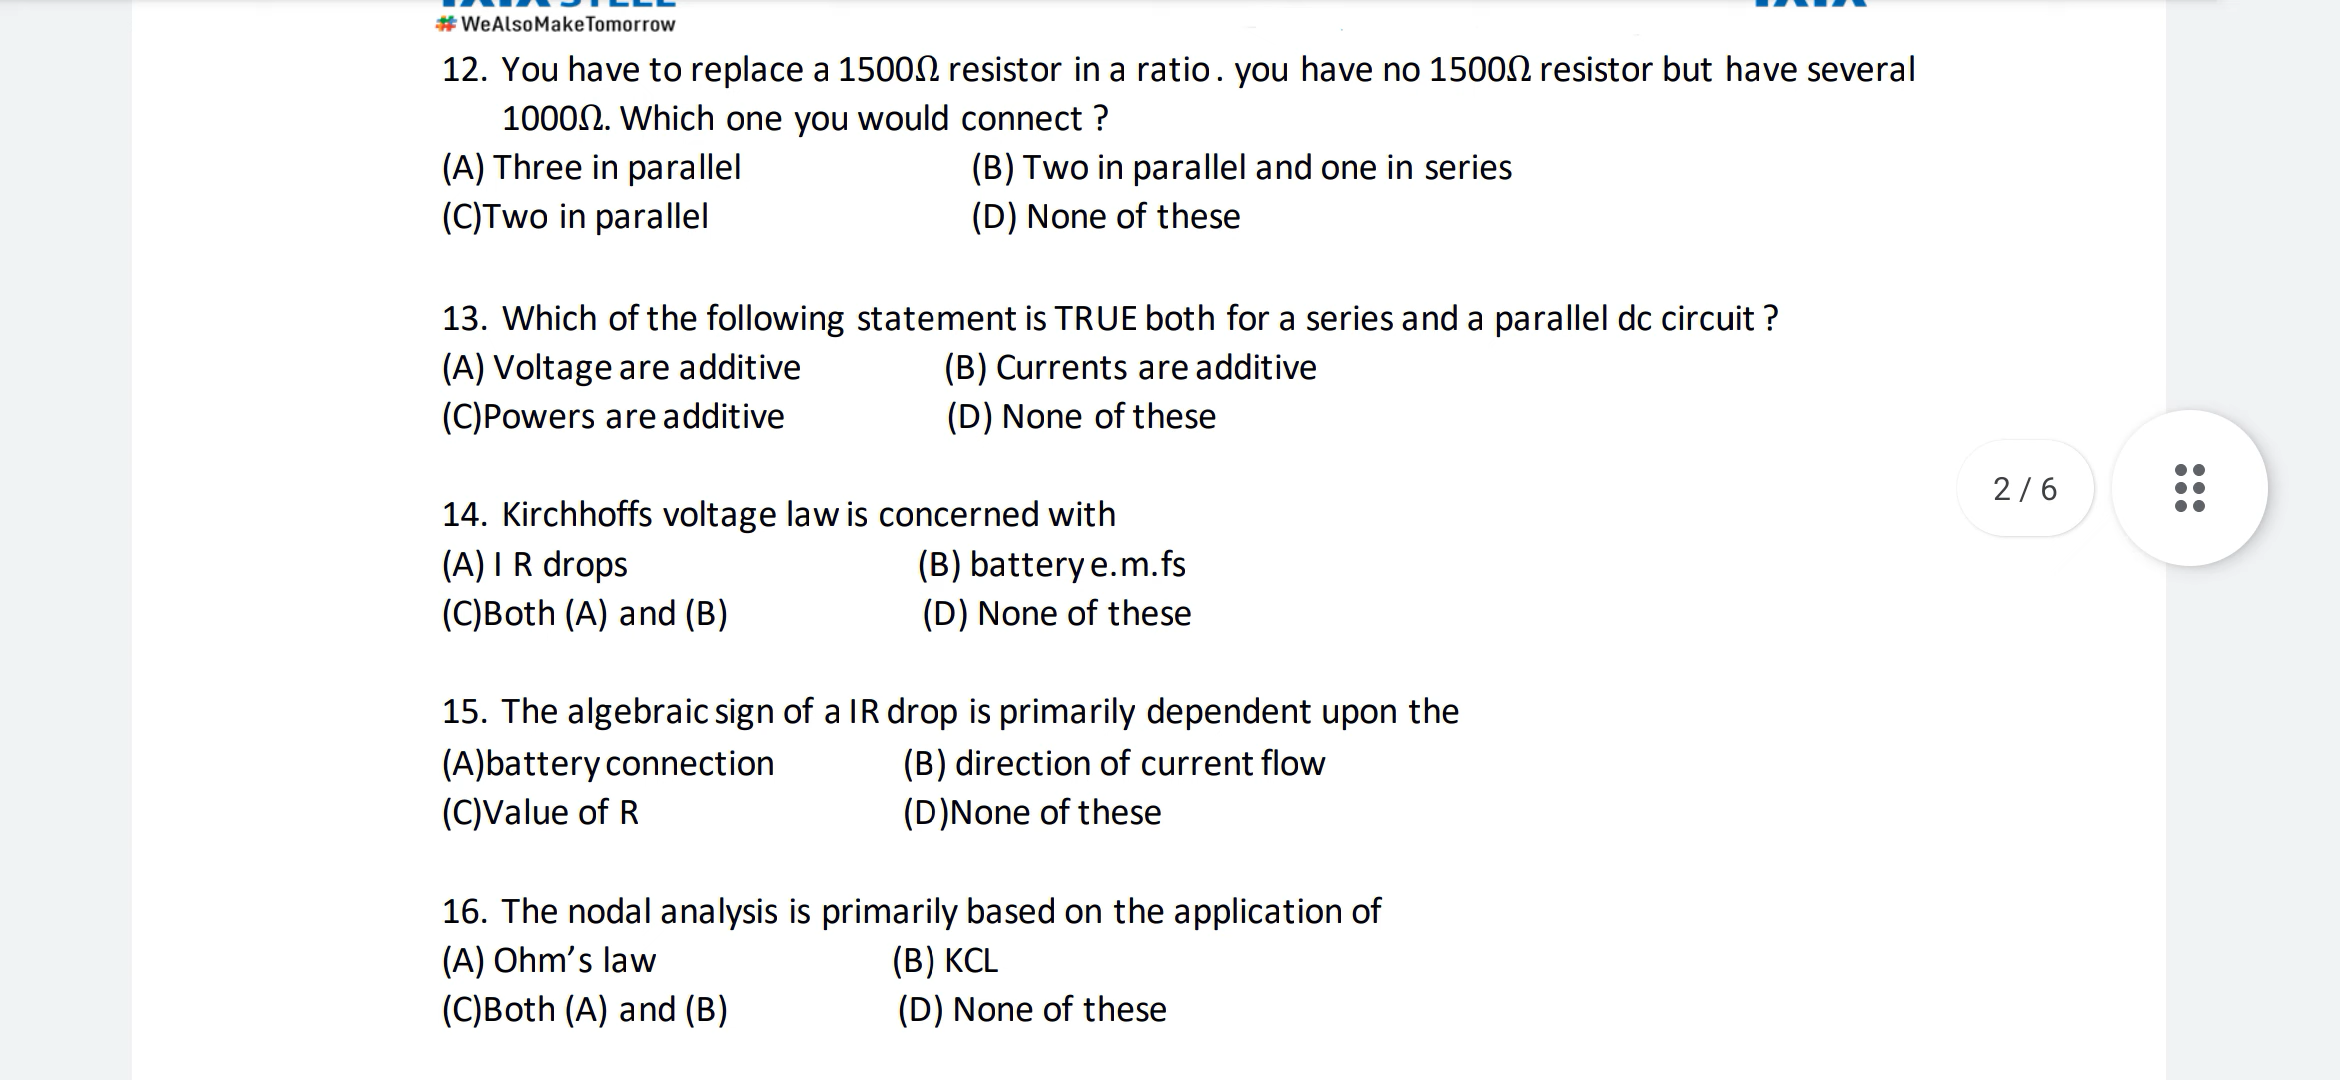 #WeAlsoMakeTomorrow
12. You have to replace a 1500Ω resistor in a ratio. you have no 1500Ω resistor but have several
1000Ω. Which one you would connect ?
(A) Three in parallel (B) Two in parallel and one in series
(C)Two in parallel (D) None of these
13. Which of the following statement is TRUE both for a series and a parallel dc circuit ?
(A) Voltage are additive (B) Currents are additive
(C)Powers are additive (D) None of these
2 / 6
14. Kirchhoffs voltage law is concerned with
(A) I R drops (B) battery e.m.fs
(C)Both (A) and (B) (D) None of these
15. The algebraic sign of a IR drop is primarily dependent upon the
(A)battery connection (B) direction of current flow
(C)Value of R (D)None of these
16. The nodal analysis is primarily based on the application of
(A) Ohm’s law (B) KCL
(C)Both (A) and (B) (D) None of these